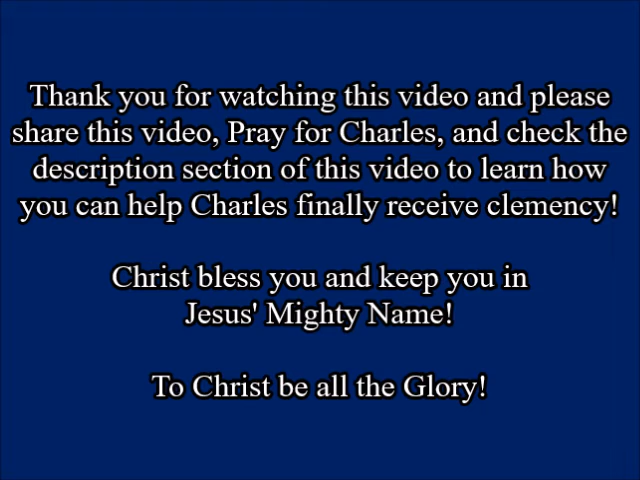 Thank you for watching this video and please
share this video, Pray for Charles, and check the
description section of this video to learn how
you can help Charles finally receive clemency!
Christ bless you and keep you in
Jesus' Mighty Name!
To Christ be all the Glory!